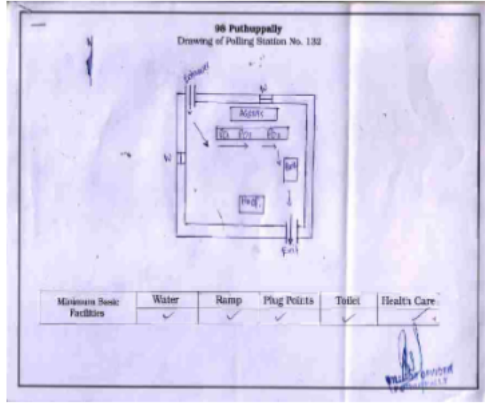 98 Puthuppally
Drawing of Polling Station No. 132
N
Entrance
W
Agents
PO1 PO2 PO3
W
Exit
Minimum Basic Facilities
Water
Ramp
Plug Points
Toilet
Health Care